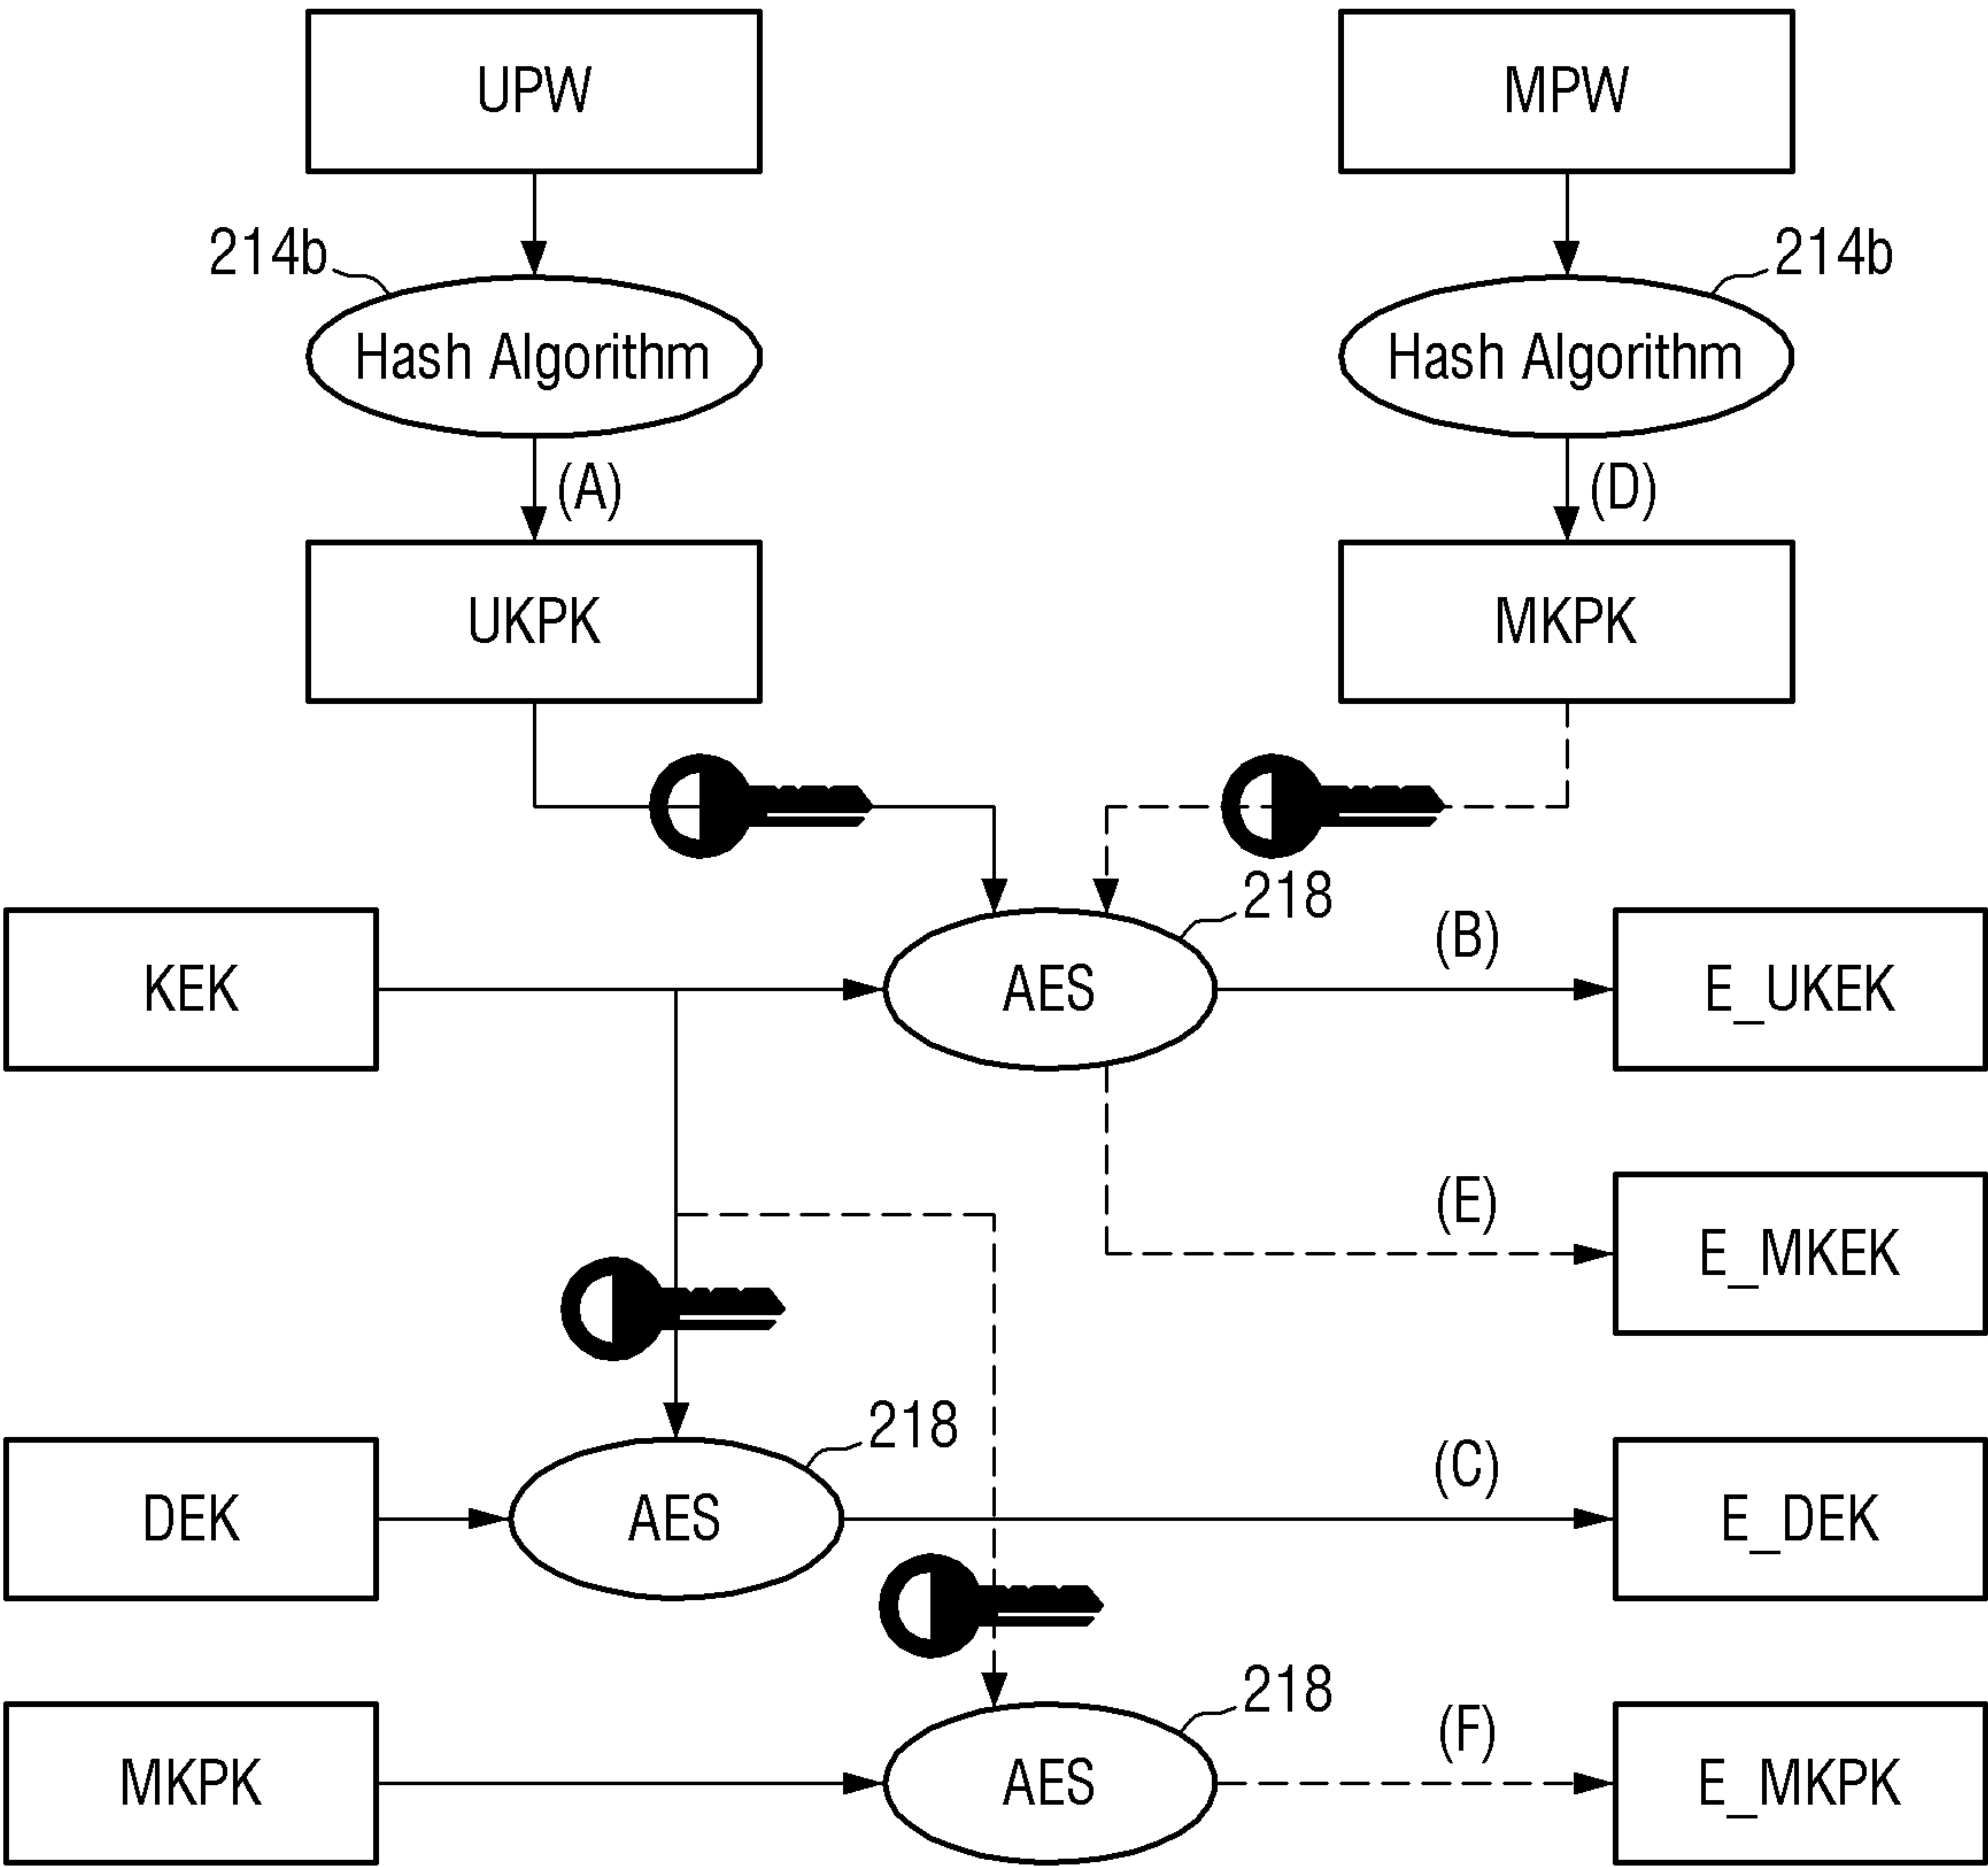 UPW
MPW
214b
214b
Hash Algorithm
Hash Algorithm
(A)
(D)
UKPK
MKPK
218
(B)
KEK
AES
E_UKEK
(E)
E_MKEK
218
(C)
DEK
AES
E_DEK
218
(F)
MKPK
AES
E_MKPK